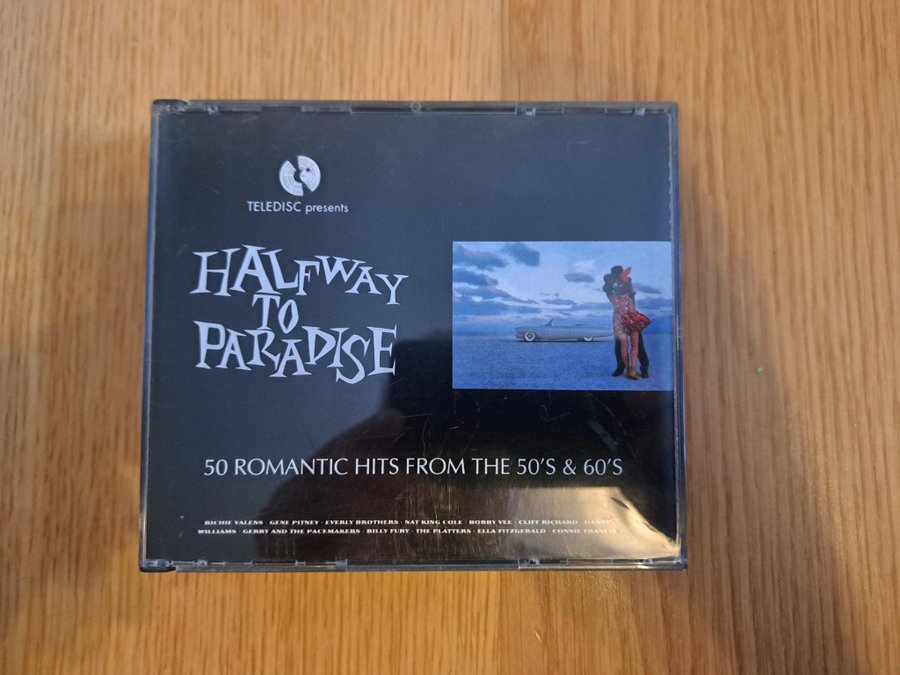 TELEDISC presents
HALFWAY
TO
PARADISE
50 ROMANTIC HITS FROM THE 50'S & 60'S
RICHIE VALENS · GENE PITNEY · EVERLY BROTHERS · NAT KING COLE · BOBBY VEE · CLIFF RICHARD · DANNY
WILLIAMS · GERRY AND THE PACEMAKERS · BILLY FURY · THE PLATTERS · ELLA FITZGERALD · CONNIE FRANCIS